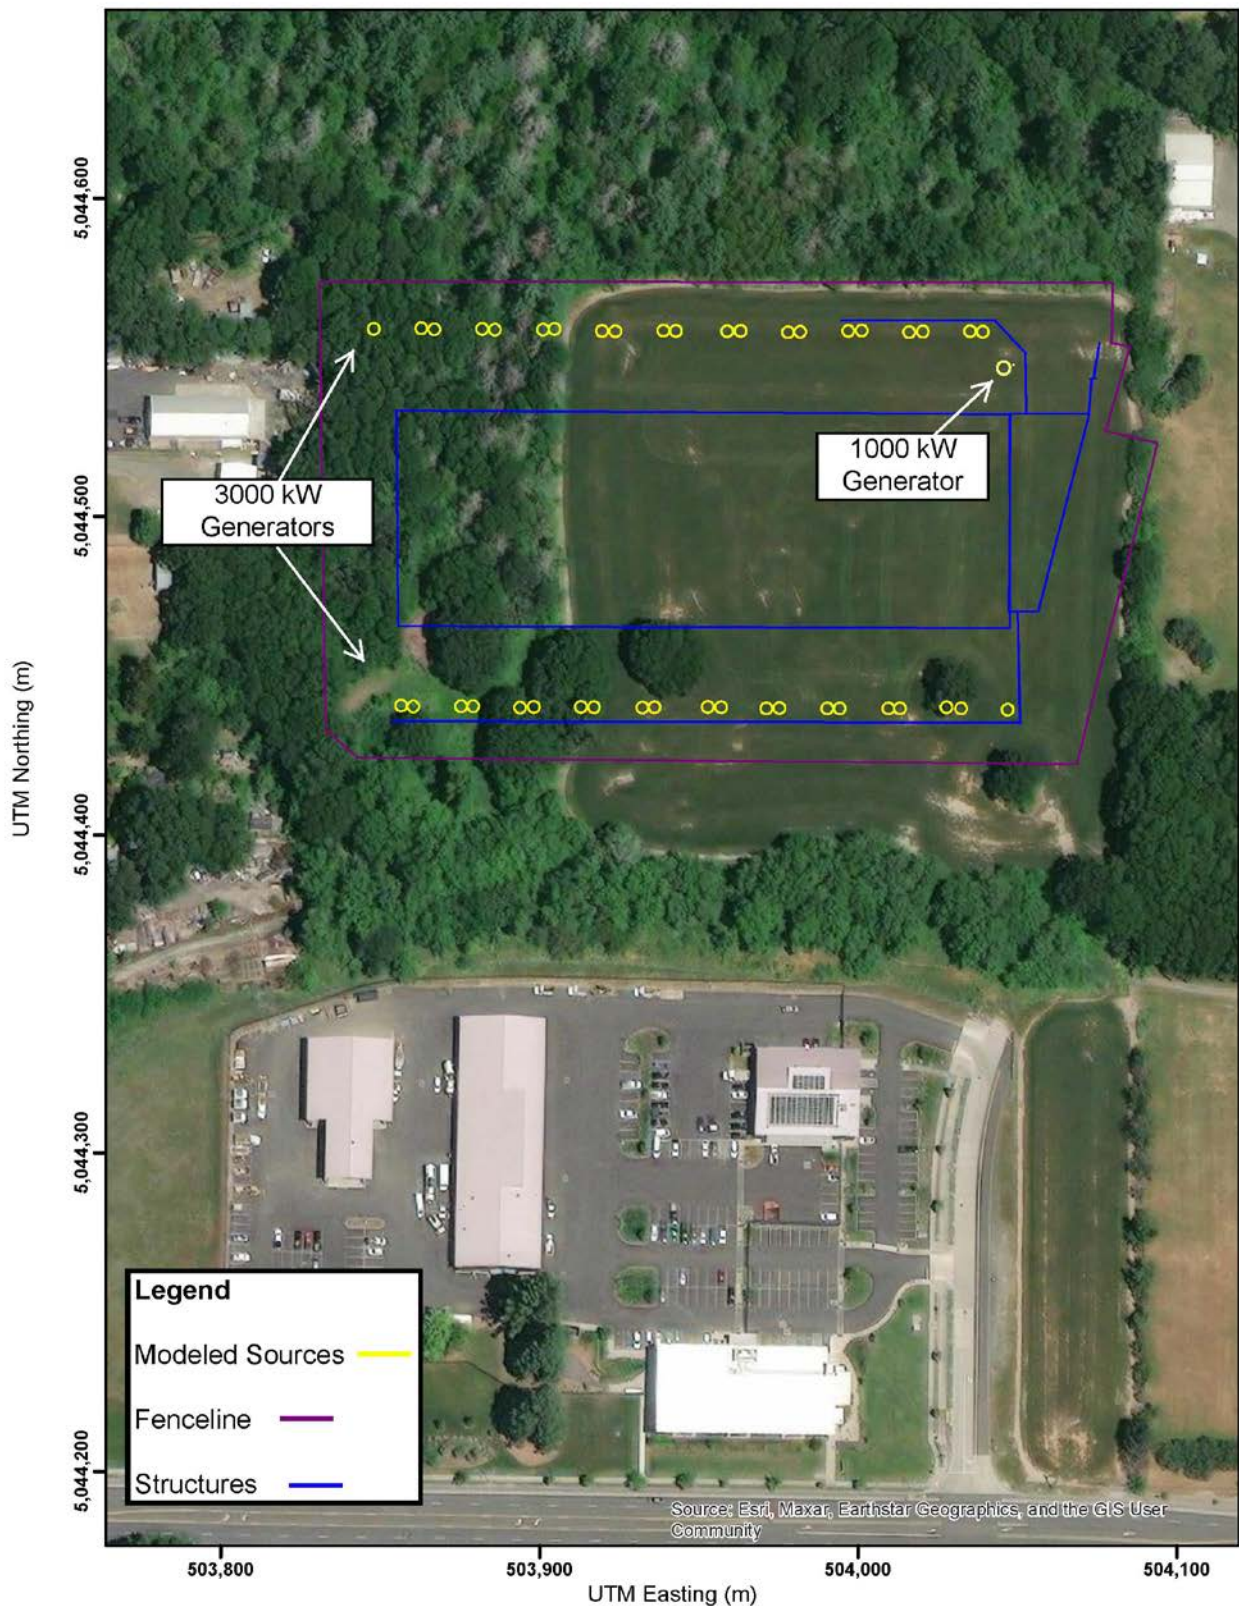 5,044,600
5,044,500
5,044,400
5,044,300
5,044,200
UTM Northing (m)
3000 kW
Generators
1000 kW
Generator
Legend
Modeled Sources
Fenceline
Structures
Source: Esri, Maxar, Earthstar Geographics, and the GIS User
Community
503,800
503,900
504,000
504,100
UTM Easting (m)